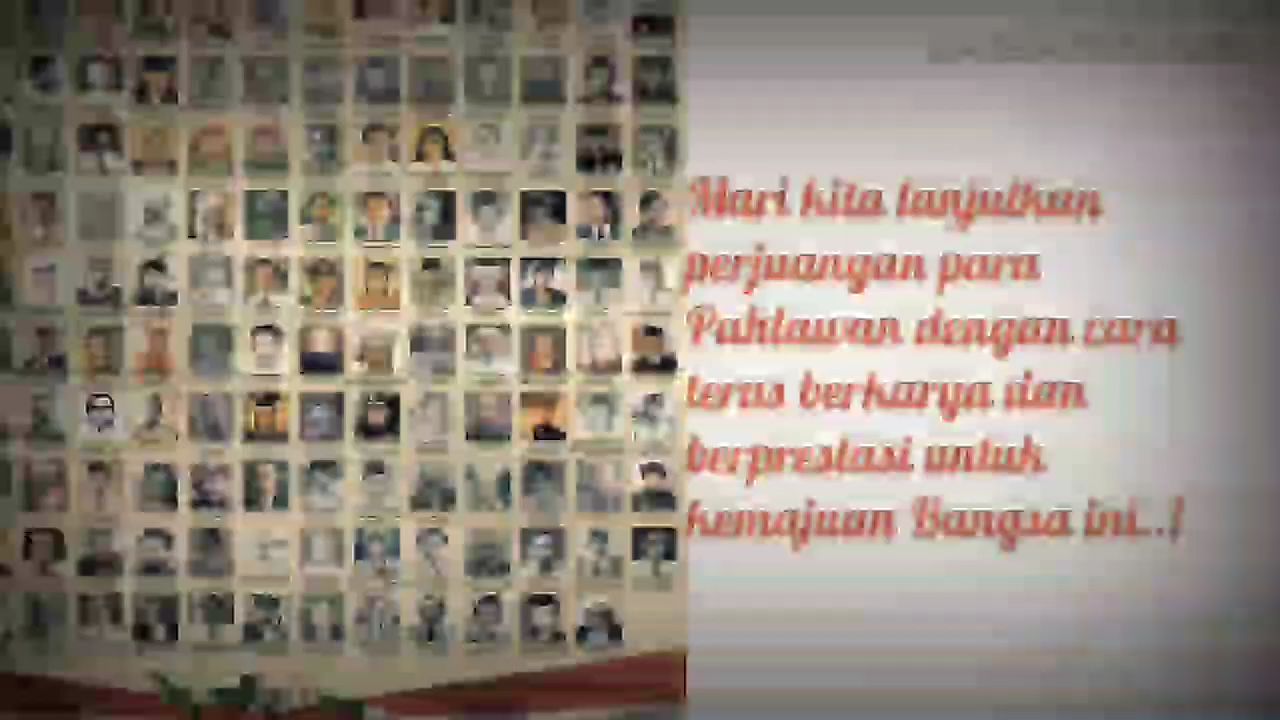 Mari kita lanjutkan
perjuangan para
Pahlawan dengan cara
terus berkarya dan
berprestasi untuk
kemajuan Bangsa ini..!